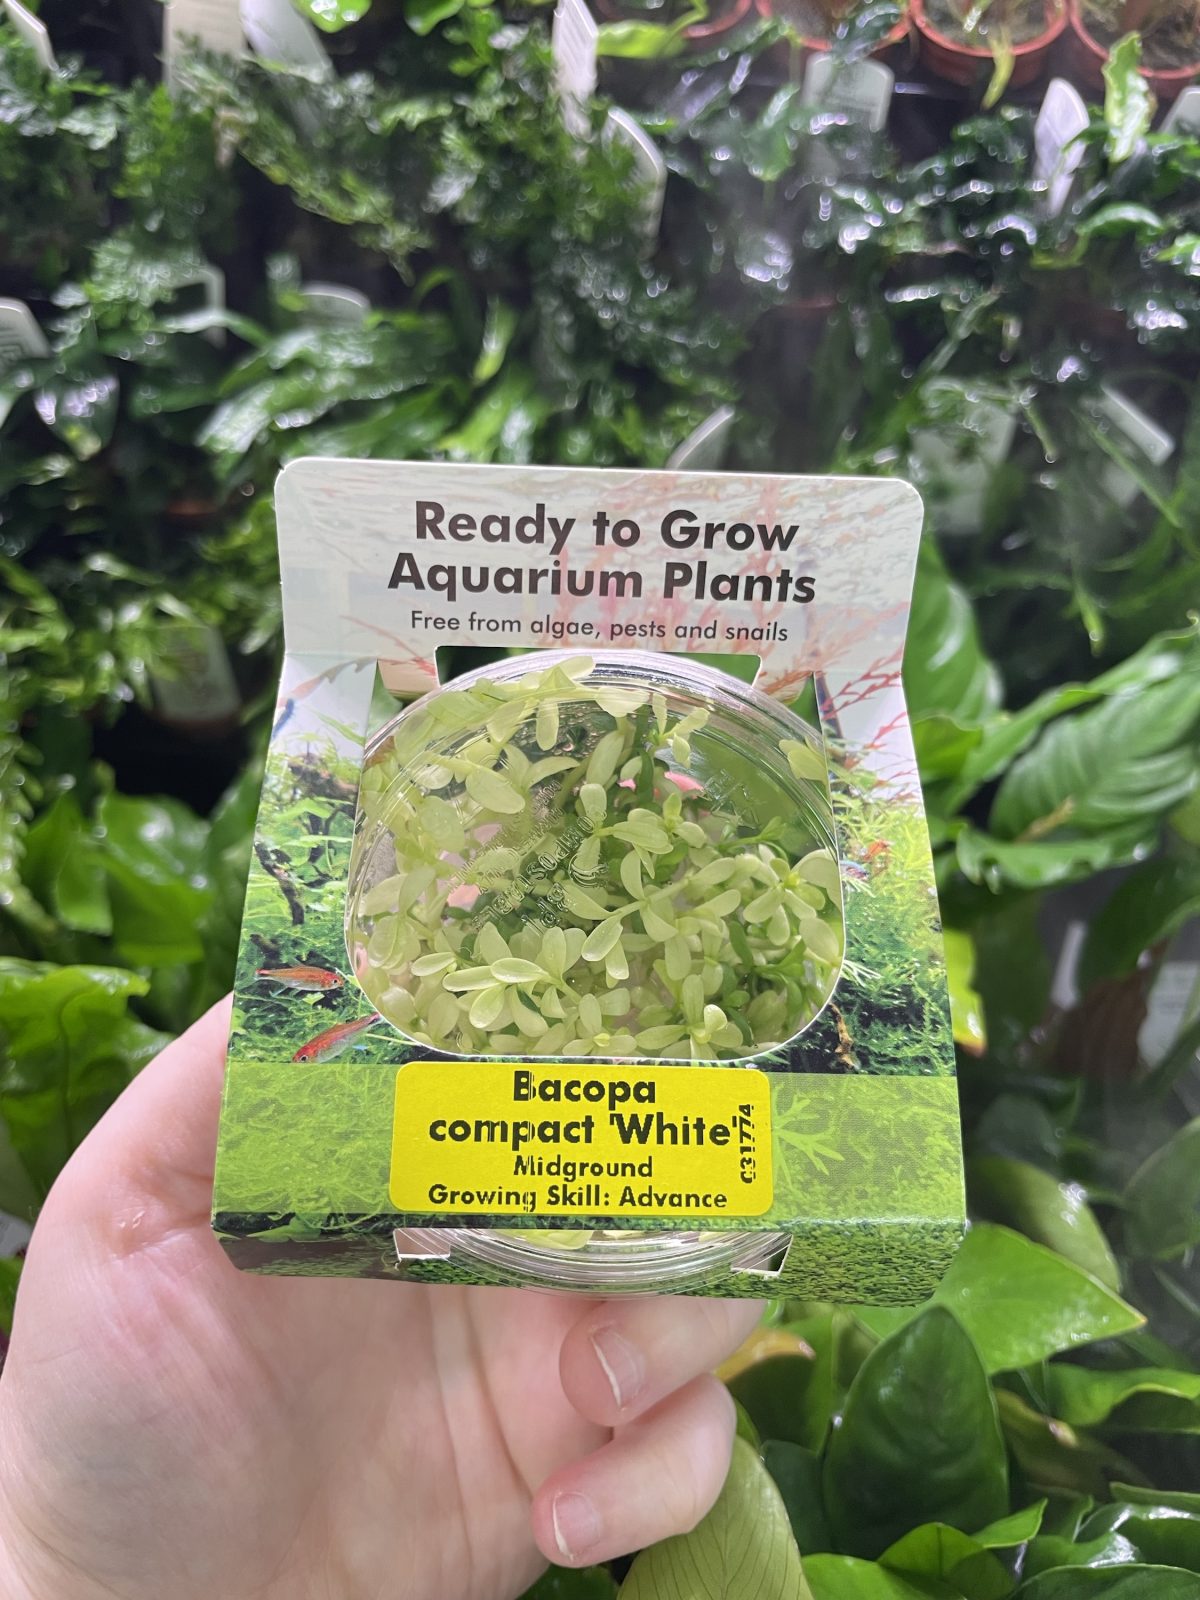 Ready to Grow
Aquarium Plants
Free from algae, pests and snails
Bacopa
compact 'White'
Midground
Growing Skill: Advance
031774